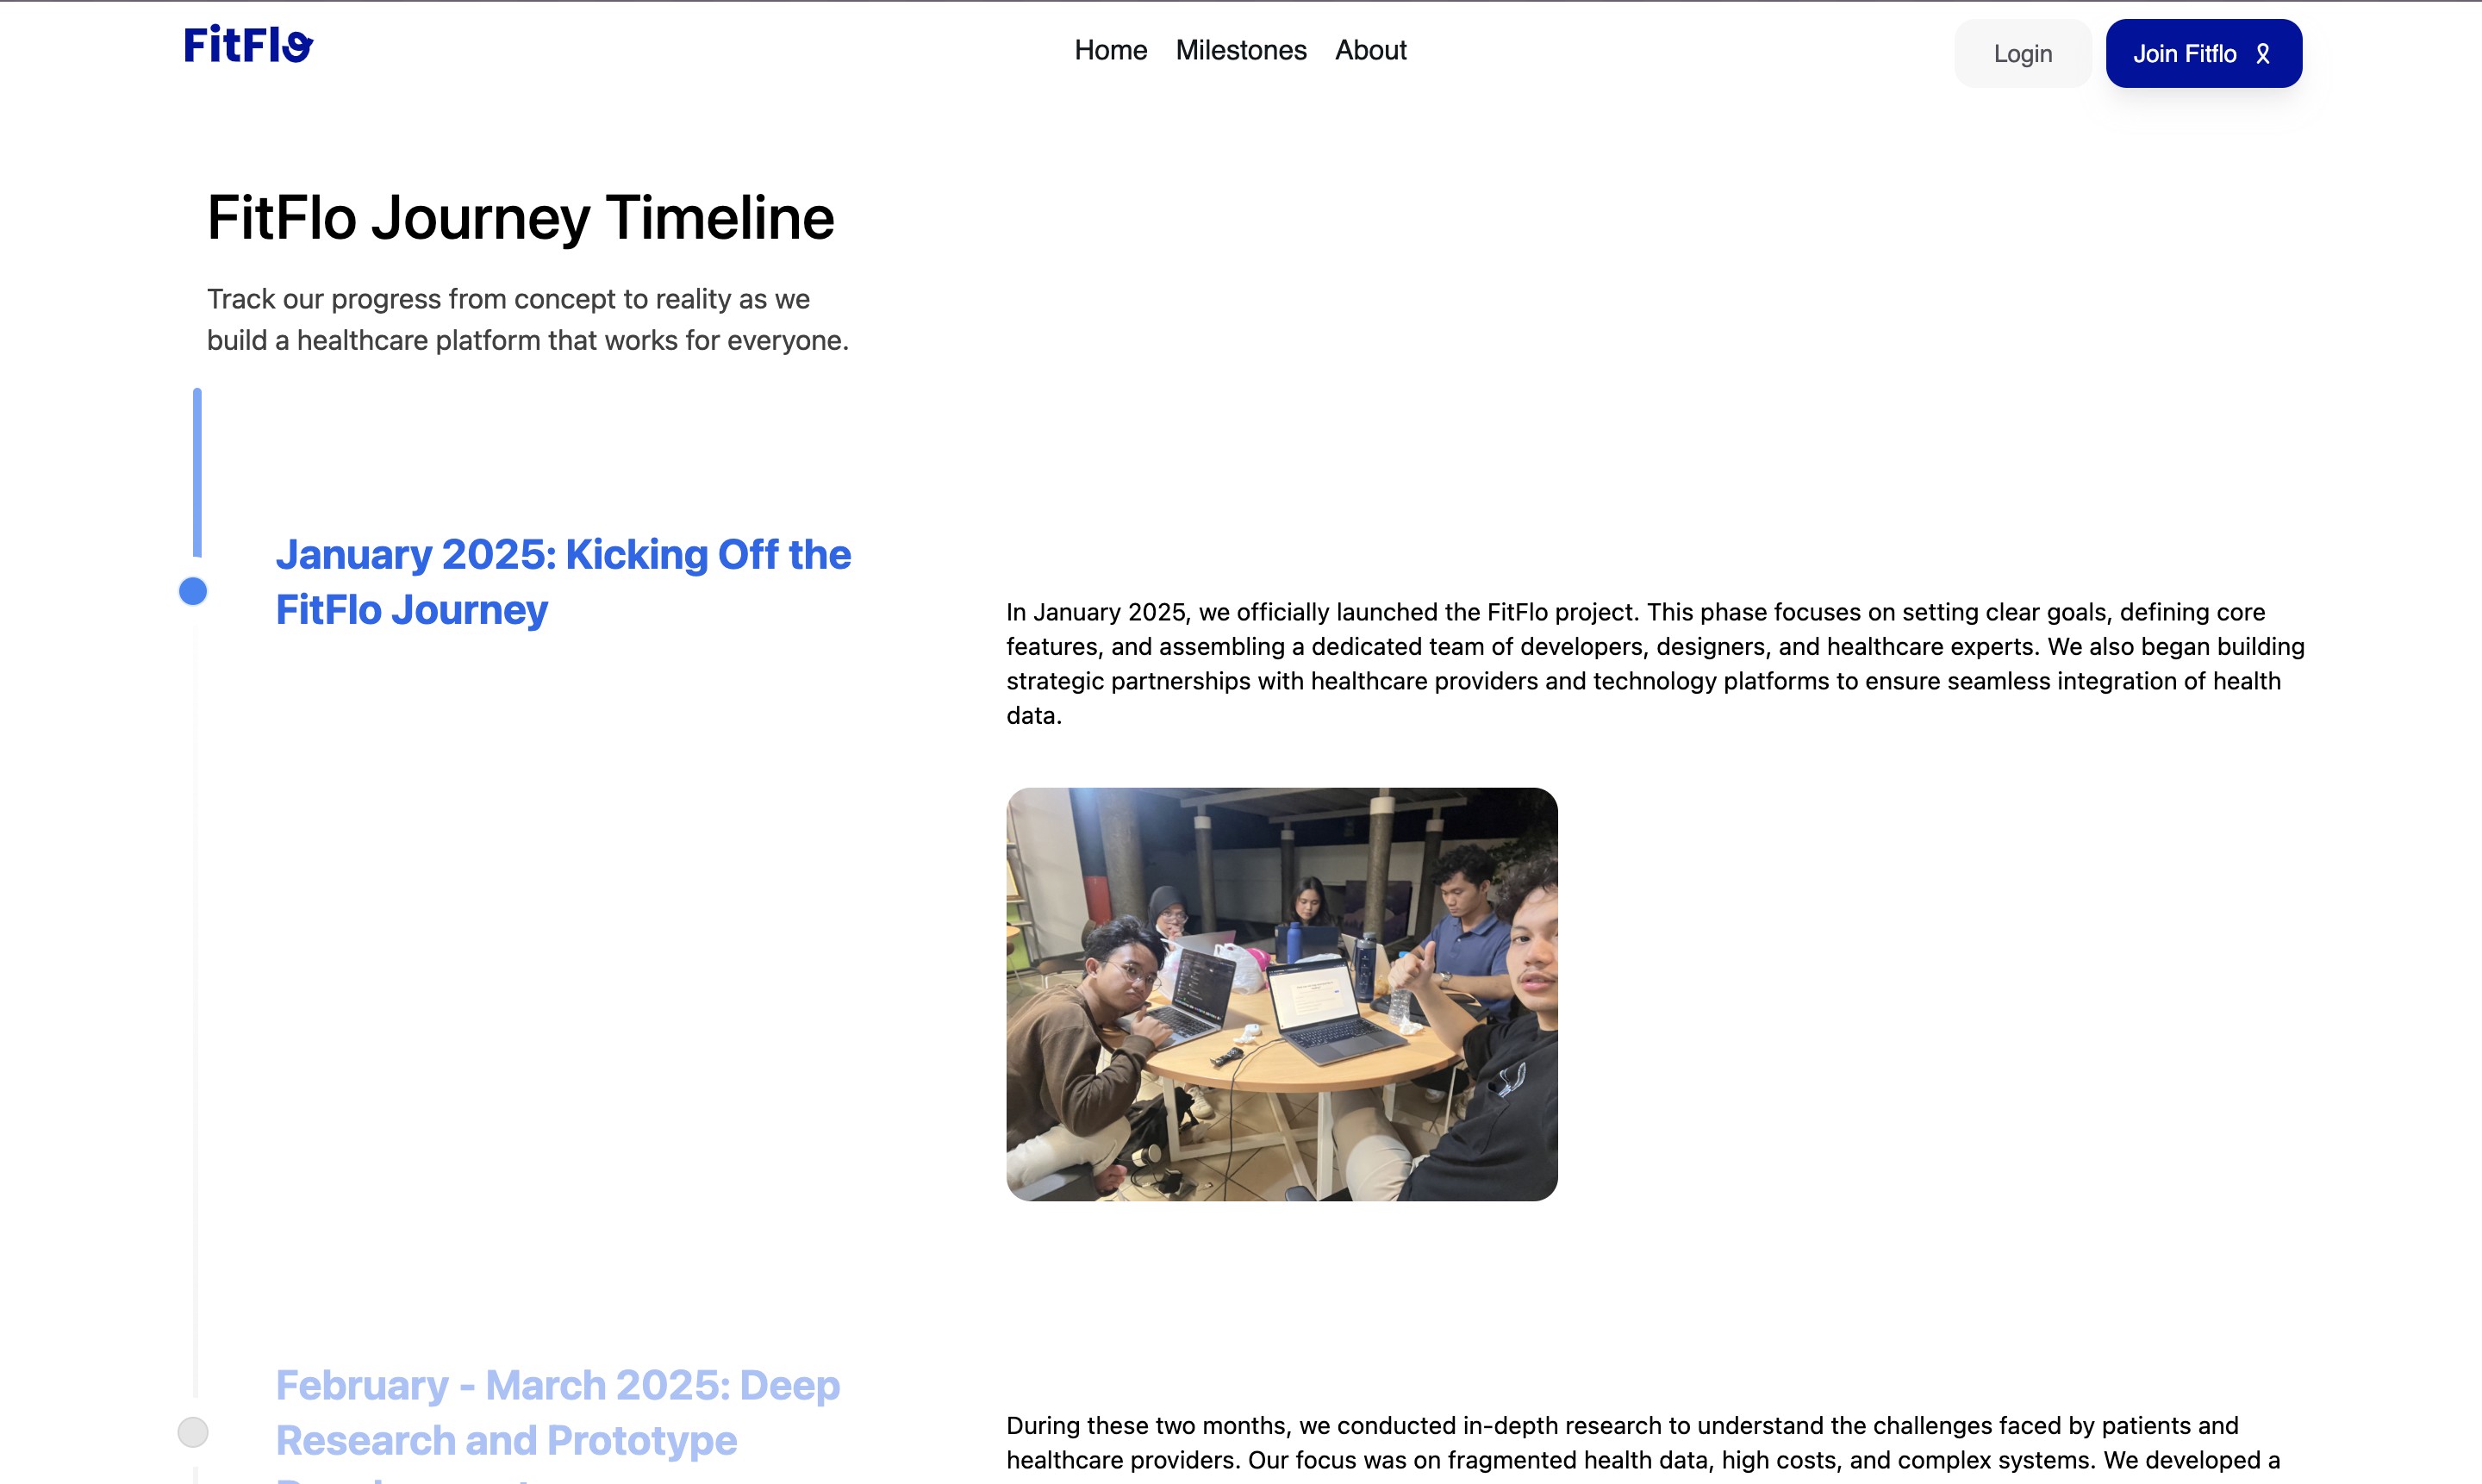 FitFlo
Home Milestones About
Login
Join Fitflo
FitFlo Journey Timeline
Track our progress from concept to reality as we
build a healthcare platform that works for everyone.
January 2025: Kicking Off the
FitFlo Journey
In January 2025, we officially launched the FitFlo project. This phase focuses on setting clear goals, defining core
features, and assembling a dedicated team of developers, designers, and healthcare experts. We also began building
strategic partnerships with healthcare providers and technology platforms to ensure seamless integration of health
data.
February - March 2025: Deep
Research and Prototype
During these two months, we conducted in-depth research to understand the challenges faced by patients and
healthcare providers. Our focus was on fragmented health data, high costs, and complex systems. We developed a